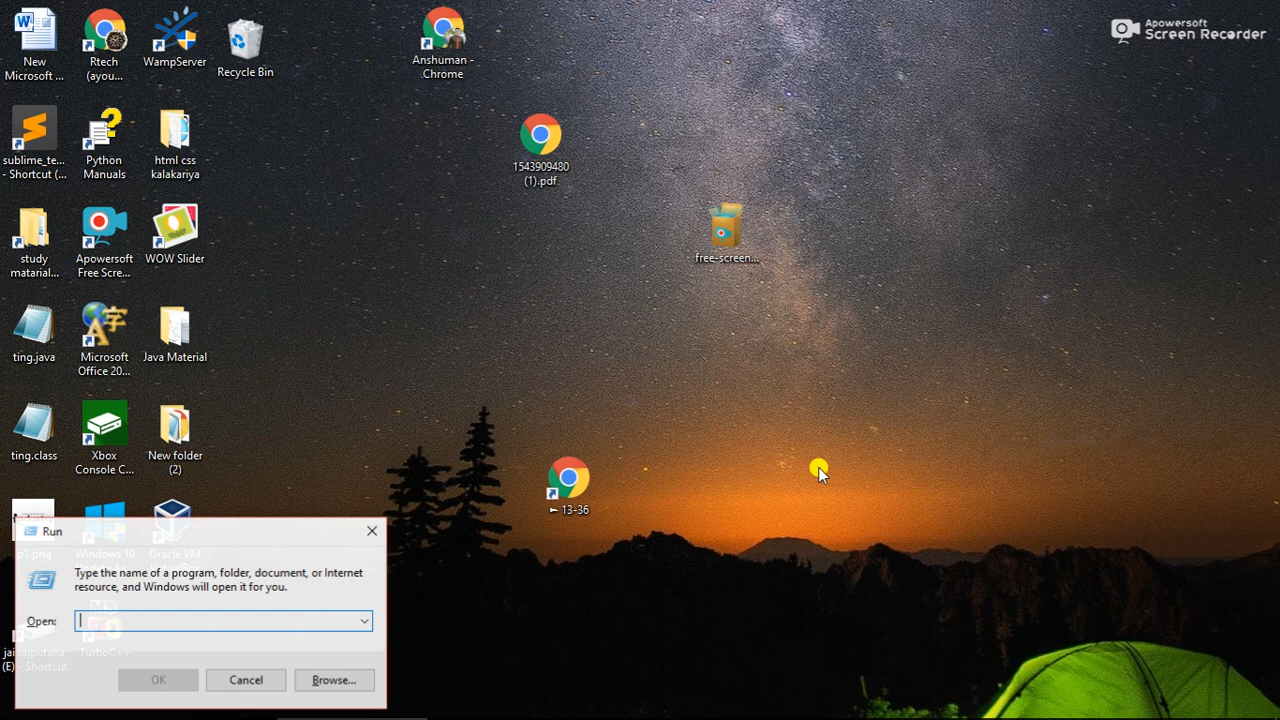 New
Microsoft ...
Rtech
(ayou...
WampServer
Recycle Bin
Anshuman -
Chrome
Apowersoft
Screen Recorder
sublime_te...
- Shortcut (...
Python
Manuals
html css
kalakariya
1543909480
(1).pdf
study
matarial...
Apowersoft
Free Scre...
WOW Slider
free-screen...
ting.java
Microsoft
Office 20...
Java Material
ting.class
Xbox
Console C...
New folder
(2)
13-36
p1.png
Windows 10
Oracle VM
Run
Type the name of a program, folder, document, or Internet
resource, and Windows will open it for you.
Open:
TurboC++
(E) - Shortcut
OK
Cancel
Browse...